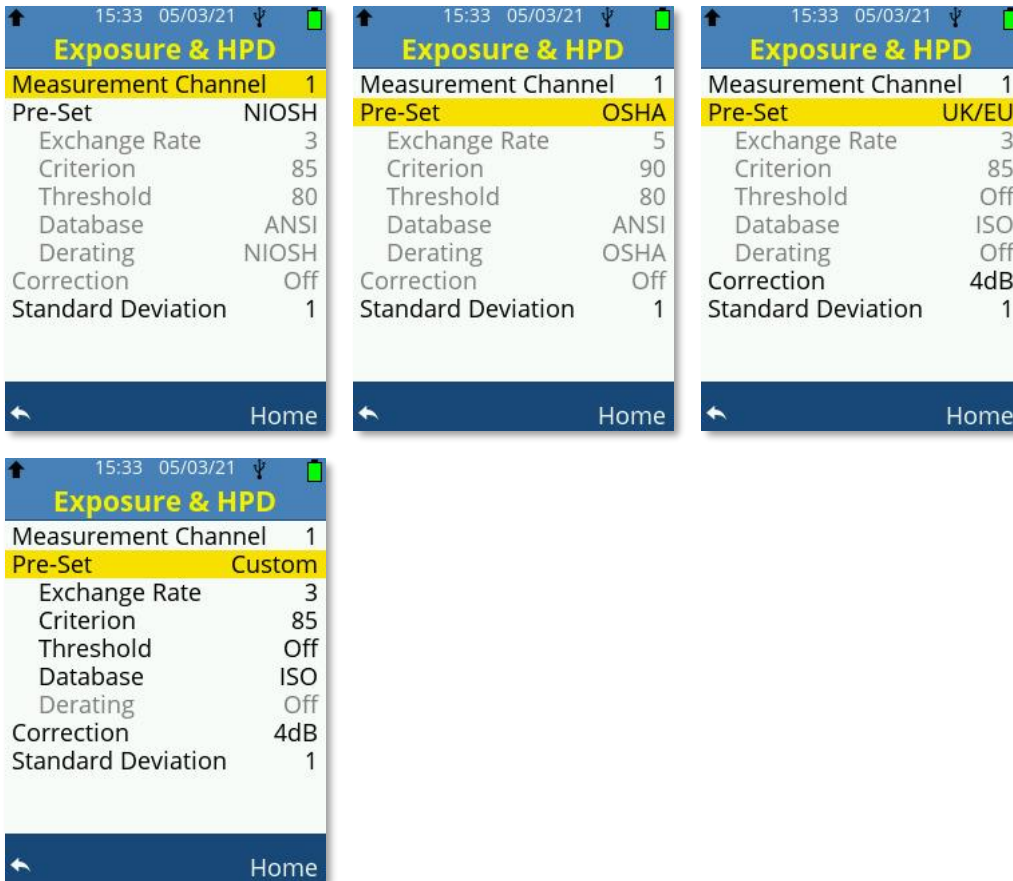 15:33 05/03/21
Exposure & HPD
Measurement Channel 1
Pre-Set NIOSH
Exchange Rate 3
Criterion 85
Threshold 80
Database ANSI
Derating NIOSH
Correction Off
Standard Deviation 1
Home
15:33 05/03/21
Exposure & HPD
Measurement Channel 1
Pre-Set OSHA
Exchange Rate 5
Criterion 90
Threshold 80
Database ANSI
Derating OSHA
Correction Off
Standard Deviation 1
Home
15:33 05/03/21
Exposure & HPD
Measurement Channel 1
Pre-Set UK/EU
Exchange Rate 3
Criterion 85
Threshold Off
Database ISO
Derating Off
Correction 4dB
Standard Deviation 1
Home
15:33 05/03/21
Exposure & HPD
Measurement Channel 1
Pre-Set Custom
Exchange Rate 3
Criterion 85
Threshold Off
Database ISO
Derating Off
Correction 4dB
Standard Deviation 1
Home